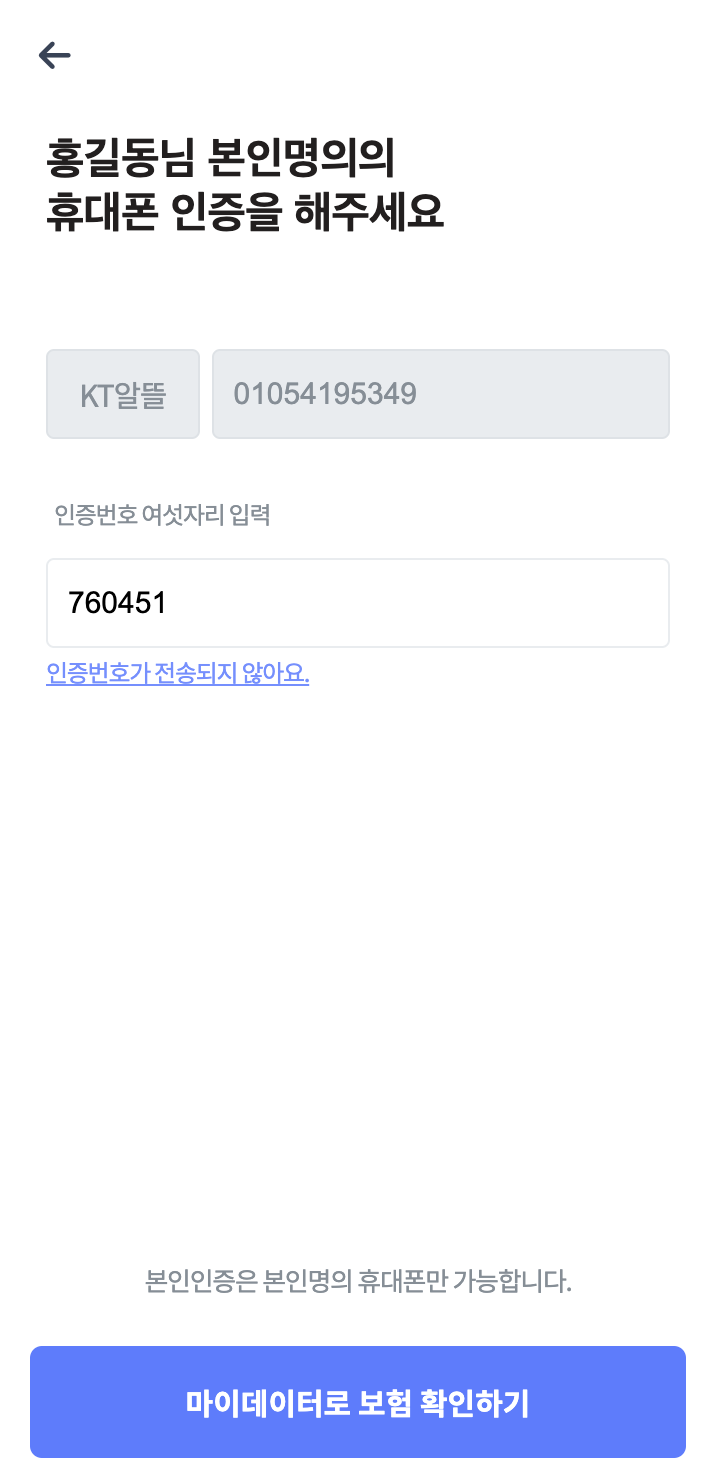 홍길동님 본인명의의
휴대폰 인증을 해주세요
KT알뜰 01054195349
인증번호 여섯자리 입력
760451
인증번호가 전송되지 않아요.
본인인증은 본인명의 휴대폰만 가능합니다.
마이데이터로 보험 확인하기